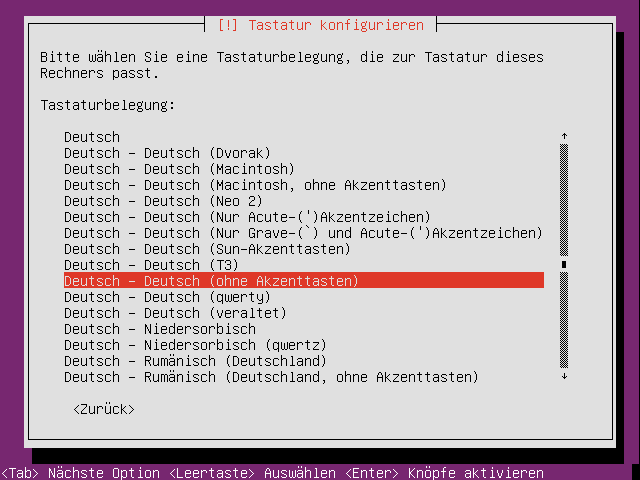 [!] Tastatur konfigurieren
Bitte wählen Sie eine Tastaturbelegung, die zur Tastatur dieses
Rechners passt.
Tastaturbelegung:
Deutsch
Deutsch – Deutsch (Dvorak)
Deutsch – Deutsch (Macintosh)
Deutsch – Deutsch (Macintosh, ohne Akzenttasten)
Deutsch – Deutsch (Neo 2)
Deutsch – Deutsch (Nur Acute-(')Akzentzeichen)
Deutsch – Deutsch (Nur Grave-(`) und Acute-(')Akzentzeichen)
Deutsch – Deutsch (Sun-Akzenttasten)
Deutsch – Deutsch (T3)
Deutsch – Deutsch (ohne Akzenttasten)
Deutsch – Deutsch (qwerty)
Deutsch – Deutsch (veraltet)
Deutsch – Niedersorbisch
Deutsch – Niedersorbisch (qwertz)
Deutsch – Rumänisch (Deutschland)
Deutsch – Rumänisch (Deutschland, ohne Akzenttasten)
<Zurück>
<Tab> Nächste Option <Leertaste> Auswählen <Enter> Knöpfe aktivieren